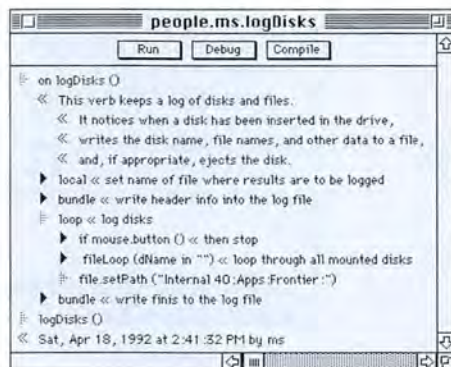 people.ms.logDisks
Run Debug Compile
on logDisks ()
« This verb keeps a log of disks and files.
« It notices when a disk has been inserted in the drive,
« writes the disk name, file names, and other data to a file,
« and, if appropriate, ejects the disk.
local « set name of file where results are to be logged
bundle « write header info into the log file
loop « log disks
if mouse.button () « then stop
fileLoop (dName in "") « loop through all mounted disks
file.setPath ("Internal 40:Apps:Frontier:")
bundle « write finis to the log file
logDisks ()
« Sat, Apr 18, 1992 at 2:41:32 PM by ms